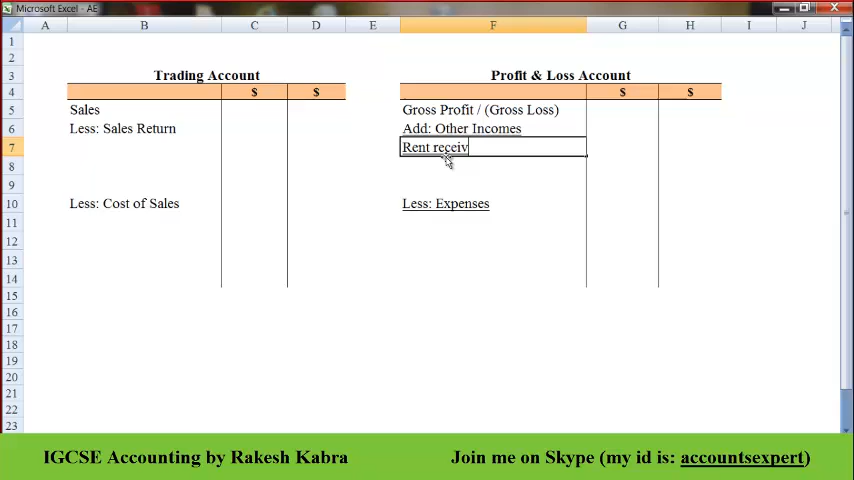 Microsoft Excel - AE
A B C D E F G H I J
1
2
3 Trading Account Profit & Loss Account
4 $ $ $ $
5 Sales Gross Profit / (Gross Loss)
6 Less: Sales Return Add: Other Incomes
7 Rent receiv
8
9
10 Less: Cost of Sales Less: Expenses
11
12
13
14
15
16
17
18
19
20
21
22
23
IGCSE Accounting by Rakesh Kabra Join me on Skype (my id is: accountsexpert)